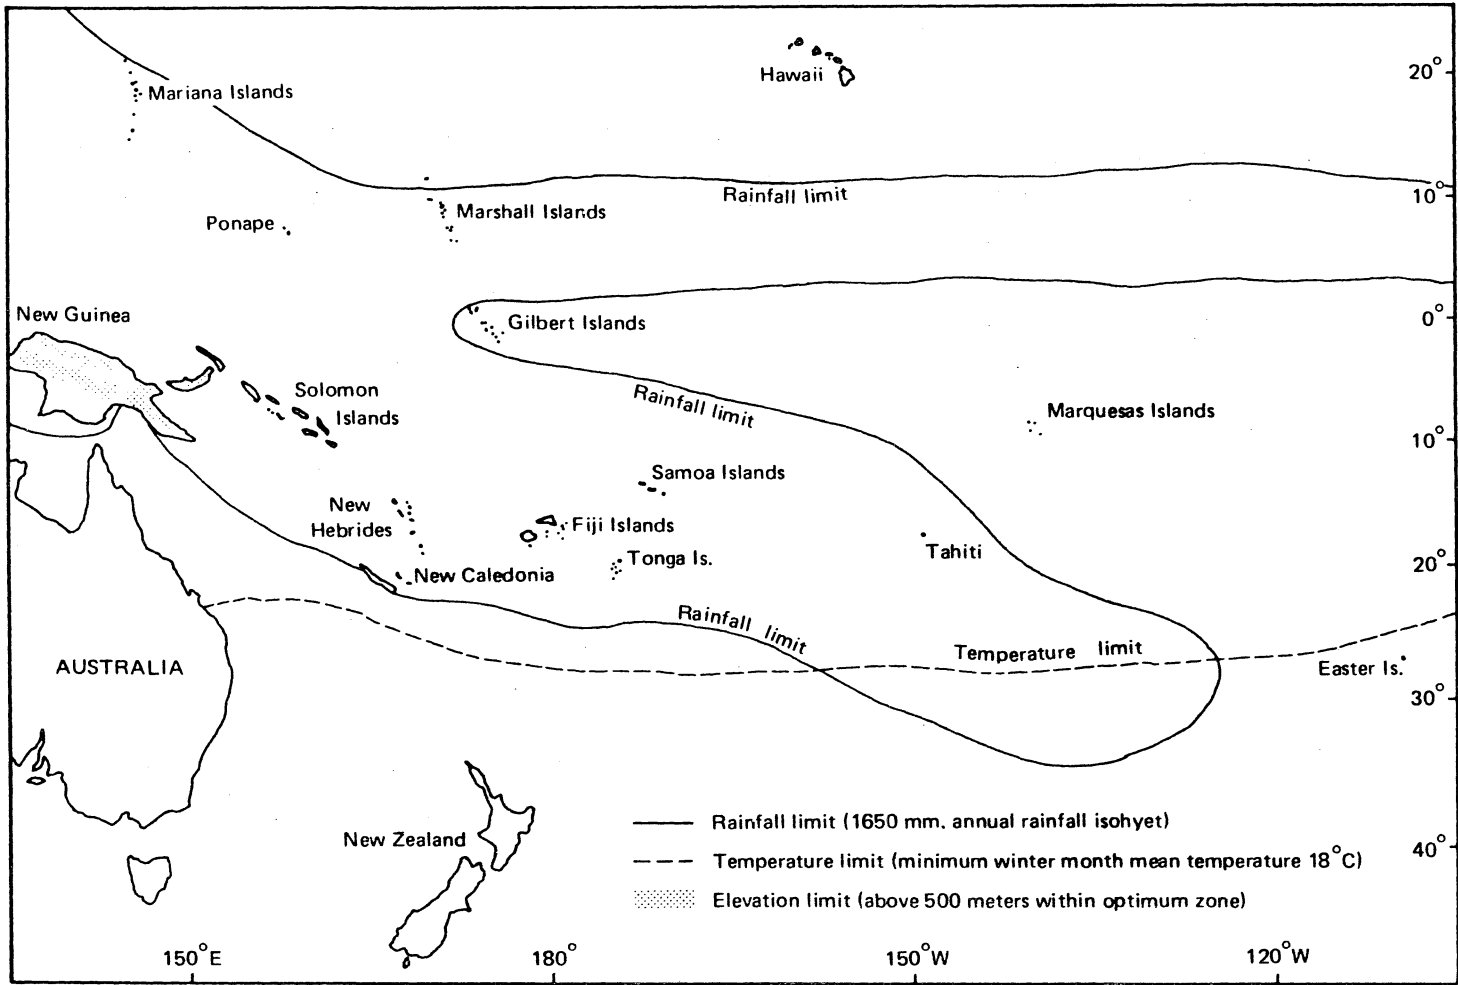 Hawaii
20°
Mariana Islands
Rainfall limit
10°
Marshall Islands
Ponape
New Guinea
Gilbert Islands
0°
Solomon
Islands
Rainfall limit
Marquesas Islands
10°
Samoa Islands
New
Hebrides
Fiji Islands
Tahiti
Tonga Is.
20°
New Caledonia
Rainfall limit
Temperature limit
AUSTRALIA
Easter Is.
30°
Rainfall limit (1650 mm. annual rainfall isohyet)
New Zealand
Temperature limit (minimum winter month mean temperature 18°C)
40°
Elevation limit (above 500 meters within optimum zone)
150°E
180°
150°W
120°W